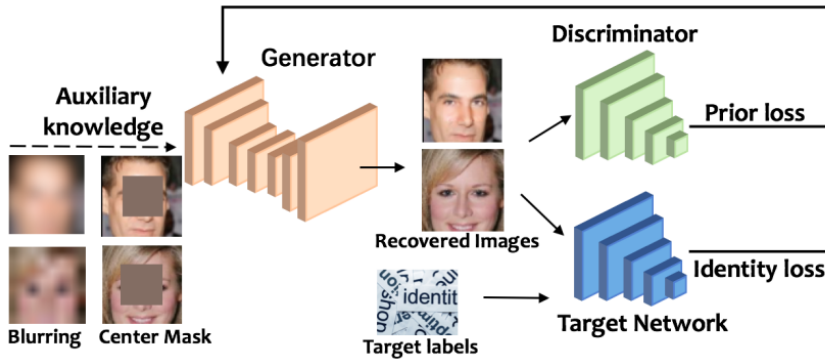 Generator
Discriminator
Auxiliary
knowledge
Prior loss
Recovered Images
identit
Identity loss
Blurring
Center Mask
Target labels
Target Network